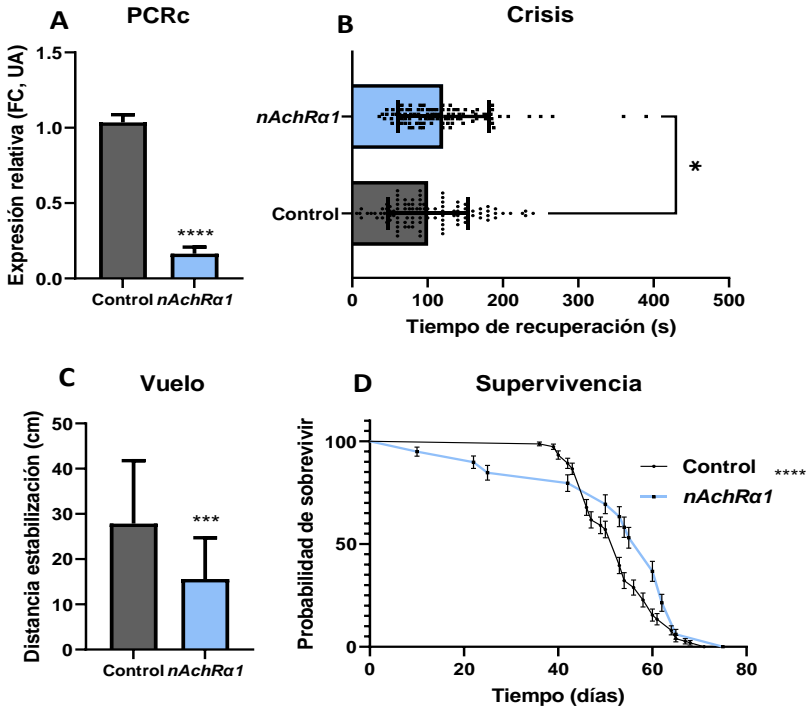 A
PCRc
Expresión relativa (FC, UA)
1.5
1.0
0.5
0.0
****
Control nAchRα1
B
Crisis
nAchRα1
Control
*
0 100 200 300 400 500
Tiempo de recuperación (s)
C
Vuelo
Distancia estabilización (cm)
50
40
30
20
10
0
***
Control nAchRα1
D
Supervivencia
Probabilidad de sobrevivir
100
50
0
Control ****
nAchRα1
0 20 40 60 80
Tiempo (días)